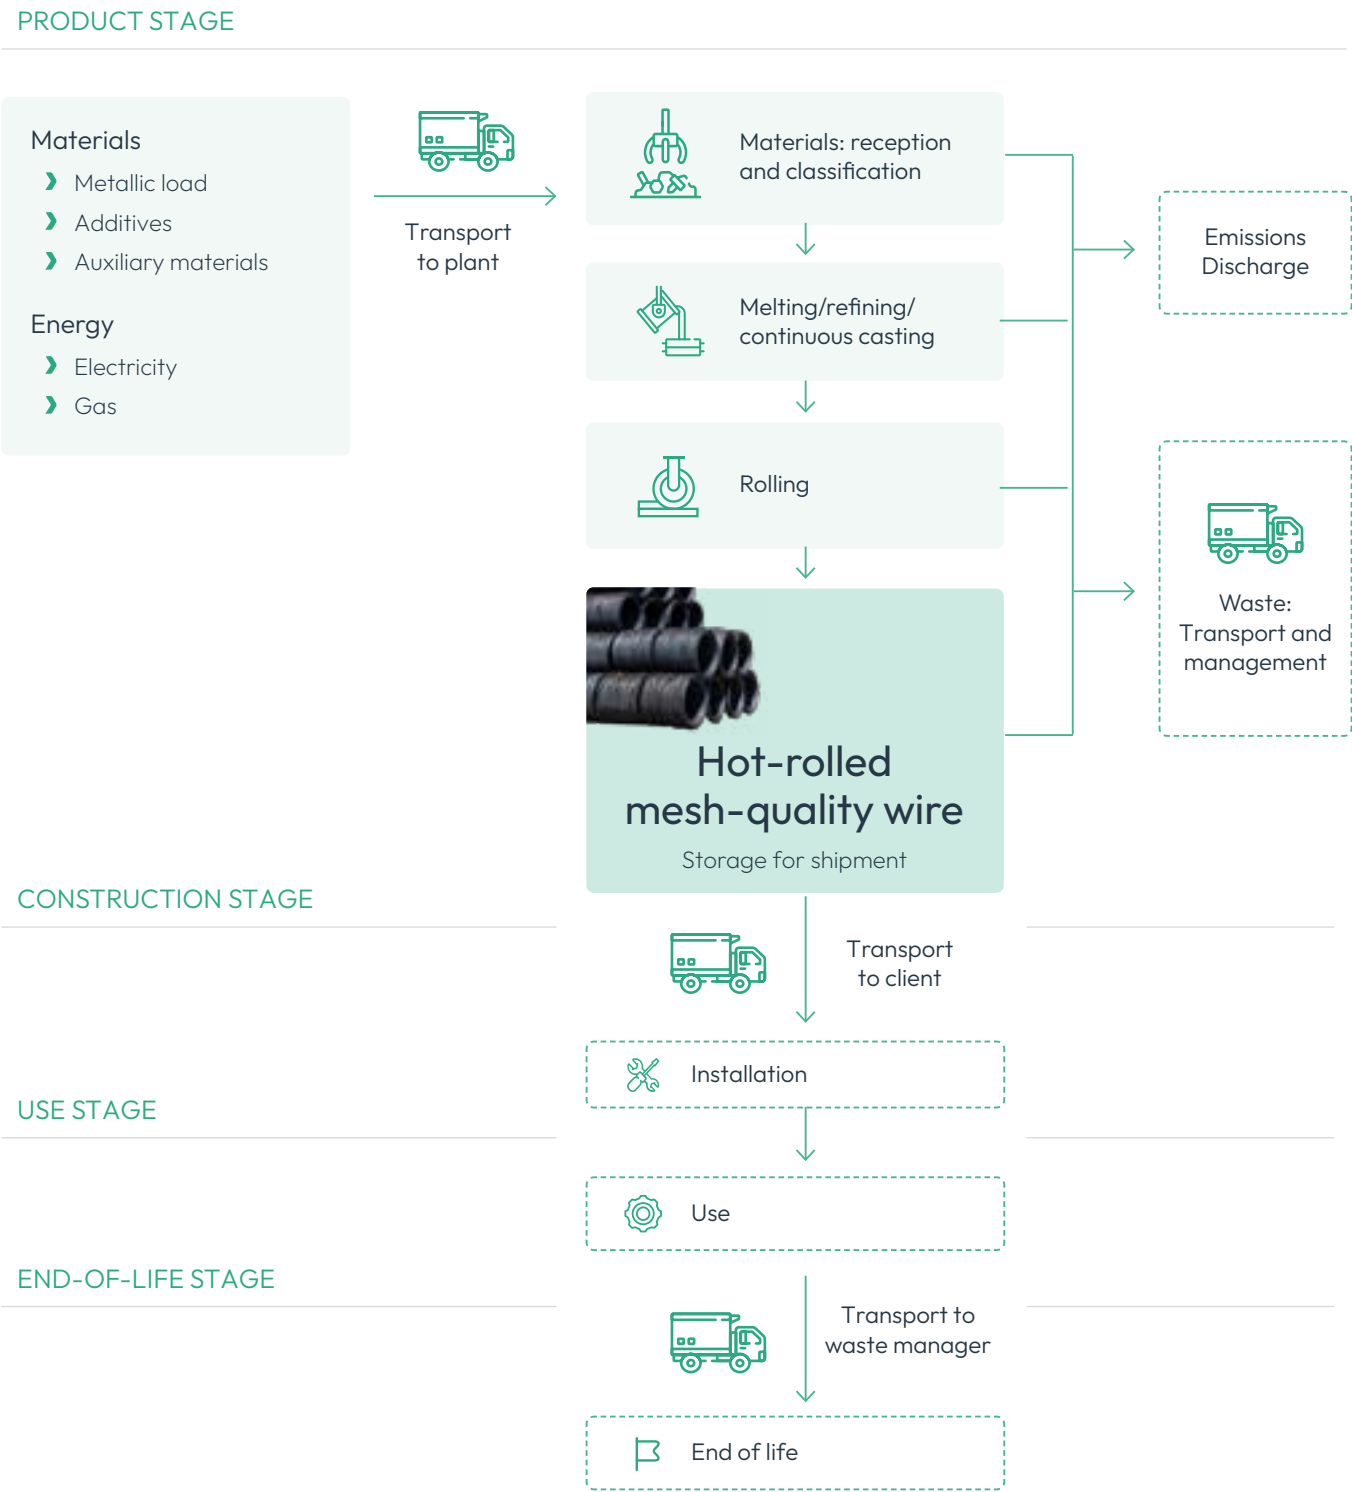 PRODUCT STAGE
Materials
Metallic load
Additives
Auxiliary materials
Energy
Electricity
Gas
Transport
to plant
Materials: reception
and classification
Melting/refining/
continuous casting
Rolling
Hot-rolled
mesh-quality wire
Storage for shipment
Emissions
Discharge
Waste:
Transport and
management
CONSTRUCTION STAGE
Transport
to client
Installation
USE STAGE
Use
END-OF-LIFE STAGE
Transport to
waste manager
End of life